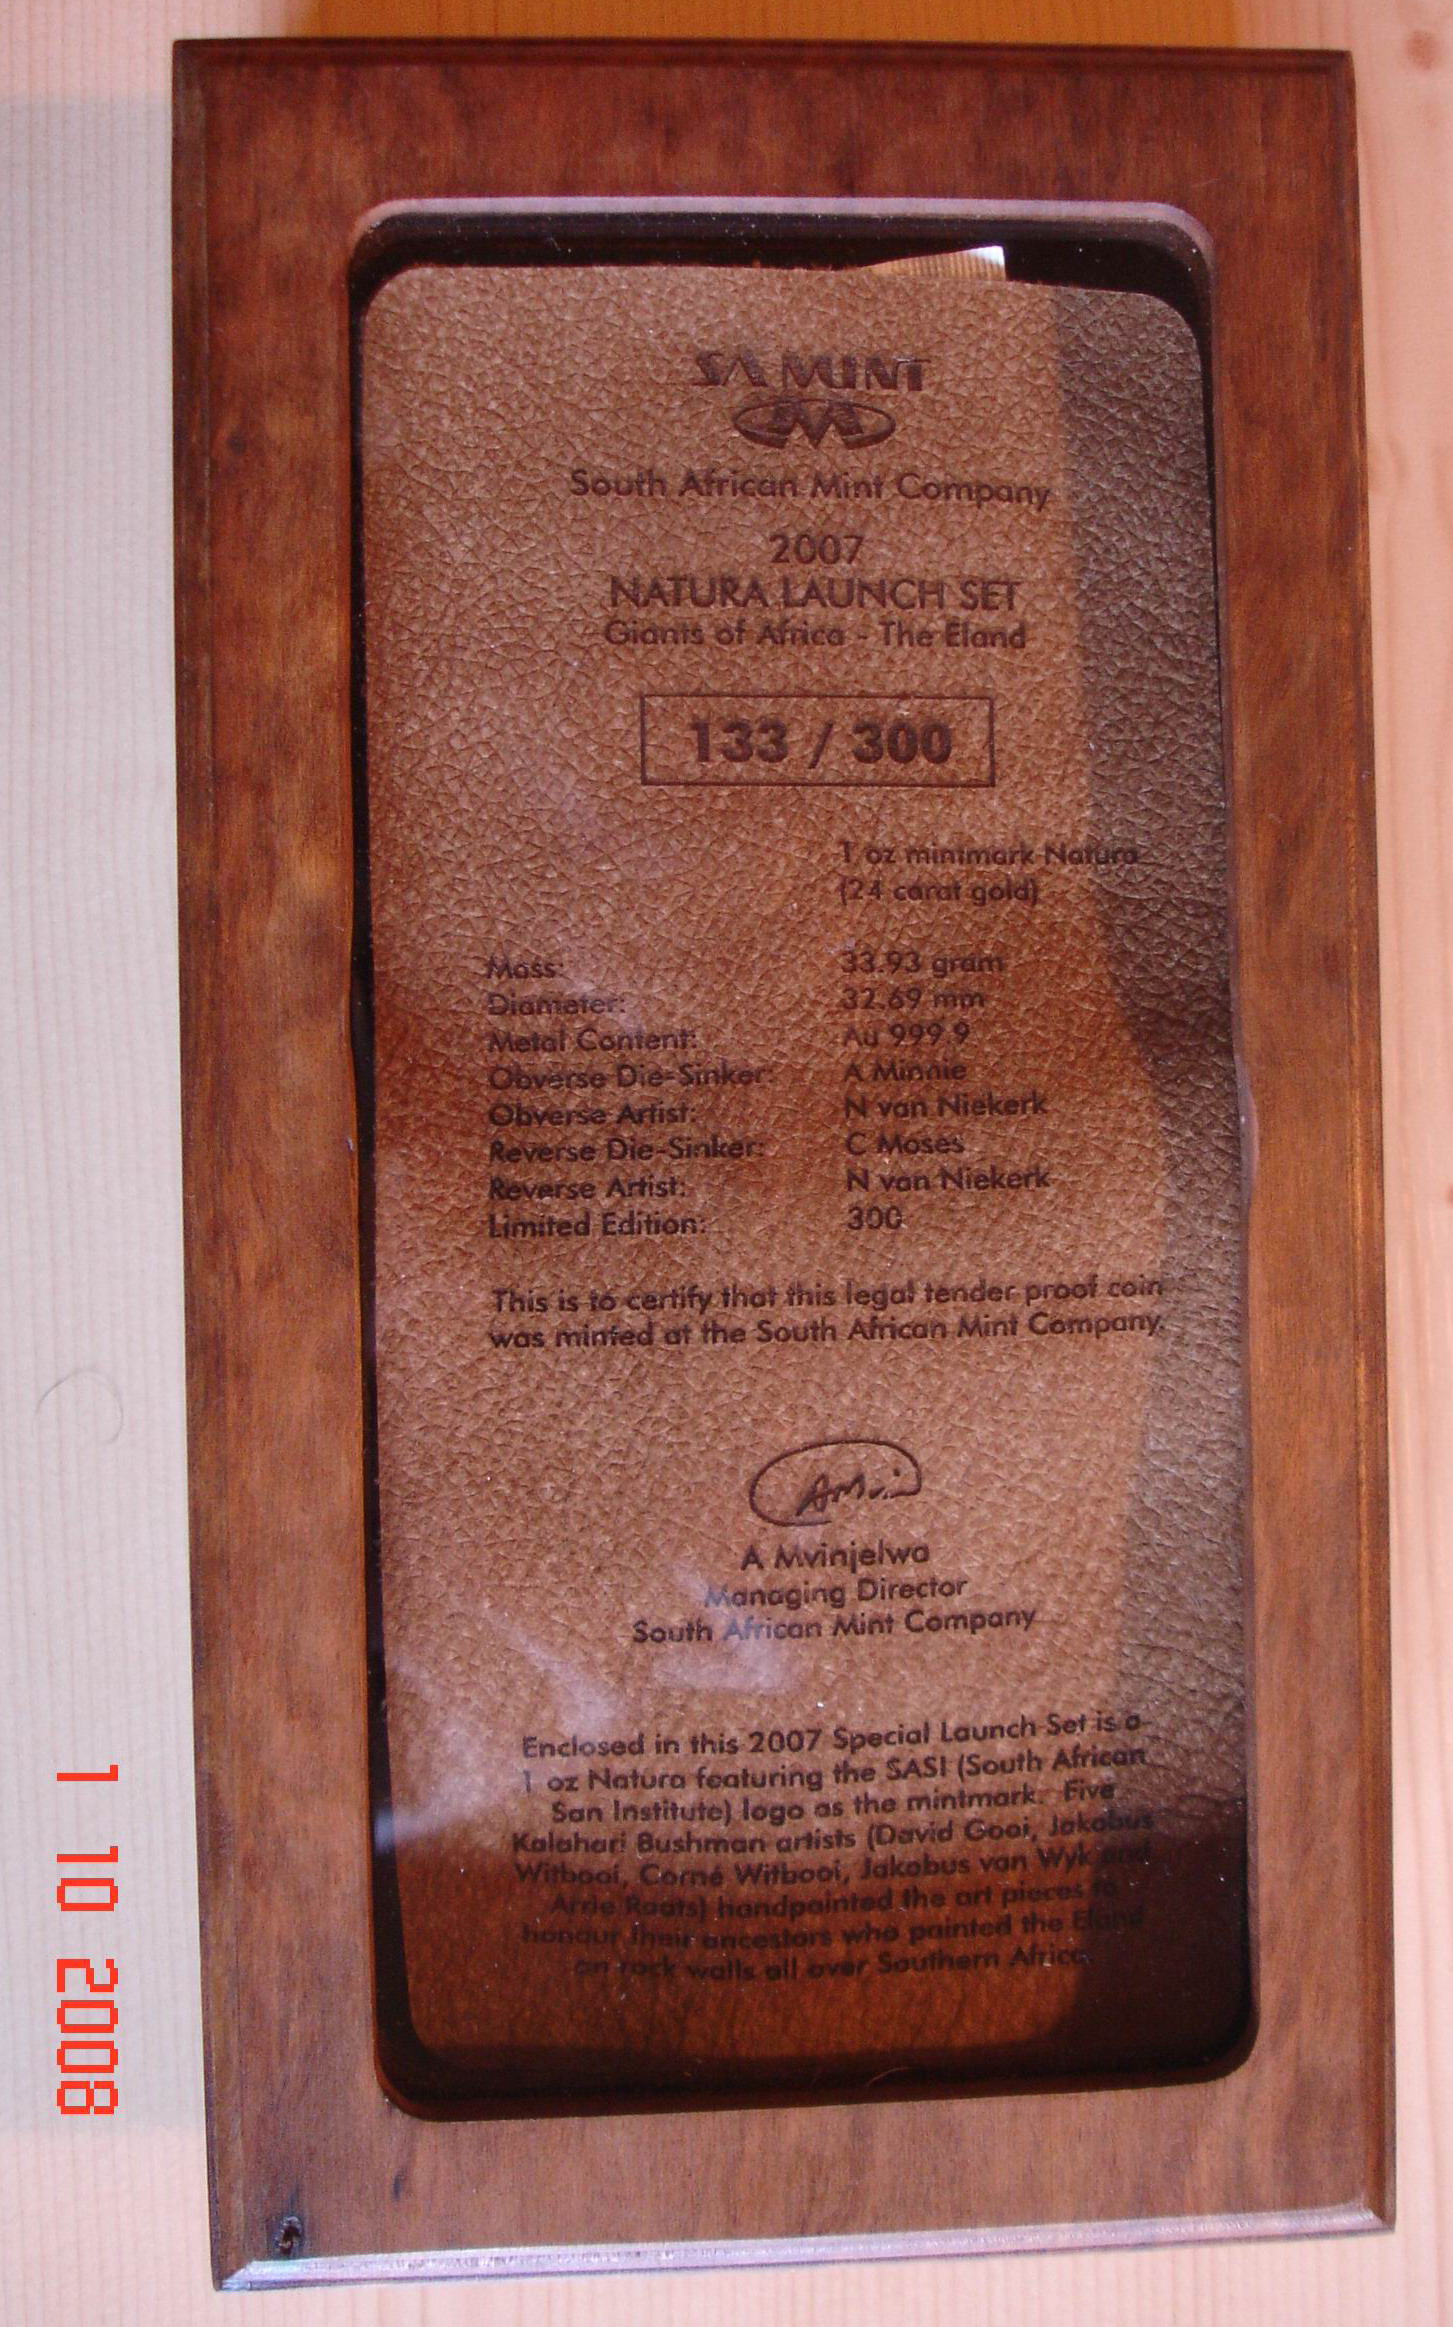 SA MINT
South African Mint Company
2007
NATURA LAUNCH SET
Giants of Africa - The Eland
133 / 300
1 oz mintmark Natura
(24 carat gold)
Mass: 33.93 gram
Diameter: 32.69 mm
Metal Content: Au 999.9
Obverse Die-Sinker: A Minnie
Obverse Artist: N van Niekerk
Reverse Die-Sinker: C Moses
Reverse Artist: N van Niekerk
Limited Edition: 300
This is to certify that this legal tender proof coin
was minted at the South African Mint Company.
A Mvinjelwa
Managing Director
South African Mint Company
Enclosed in this 2007 Special Launch Set is a
1 oz Natura featuring the SASI (South African
San Institute) logo as the mintmark. Five
Kalahari Bushman artists (David Gooi, Jakobus
Witbooi, Corné Witbooi, Jakobus van Wyk and
Arrie Raats) handpainted the art pieces to
honour their ancestors who painted the Eland
on rock walls all over Southern Africa.
1 10 2008